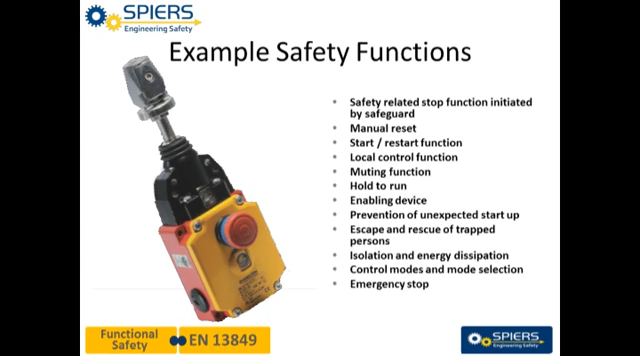 SPIERS
Engineering Safety
Example Safety Functions
• Safety related stop function initiated
by safeguard
• Manual reset
• Start / restart function
• Local control function
• Muting function
• Hold to run
• Enabling device
• Prevention of unexpected start up
• Escape and rescue of trapped
persons
• Isolation and energy dissipation
• Control modes and mode selection
• Emergency stop
Functional
Safety
EN 13849
SPIERS
Engineering Safety